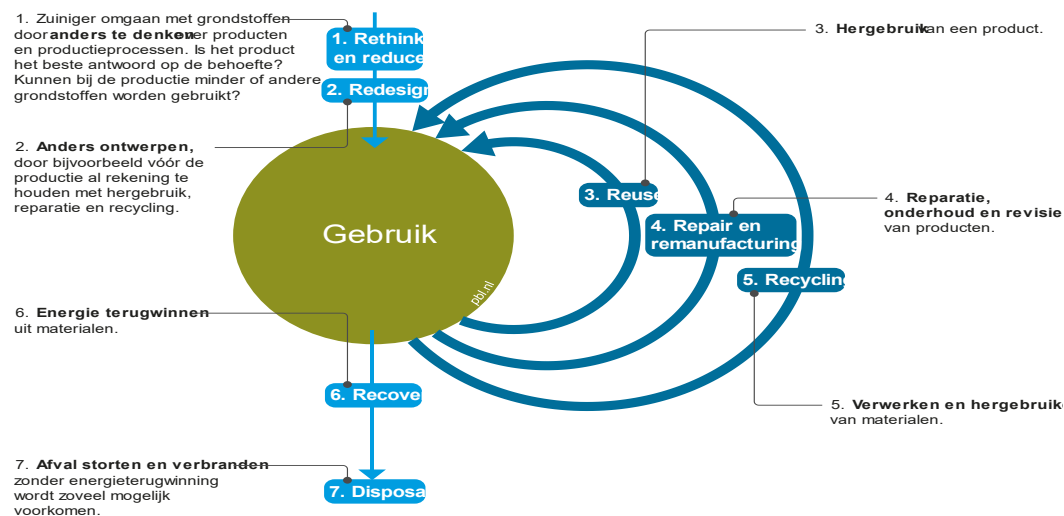 1. Zuiniger omgaan met grondstoffen
door anders te denken over producten
en productieprocessen. Is het product
het beste antwoord op de behoefte?
Kunnen bij de productie minder of andere
grondstoffen worden gebruikt?
1. Rethink
en reduce
2. Redesign
2. Anders ontwerpen,
door bijvoorbeeld vóór de
productie al rekening te
houden met hergebruik,
reparatie en recycling.
3. Hergebruik van een product.
3. Reuse
4. Repair en
remanufacturing
4. Reparatie,
onderhoud en revisie
van producten.
Gebruik
pbl.nl
5. Recycling
5. Verwerken en hergebruike
van materialen.
6. Energie terugwinnen
uit materialen.
6. Recover
7. Afval storten en verbranden
zonder energieterugwinning
wordt zoveel mogelijk
voorkomen.
7. Disposa